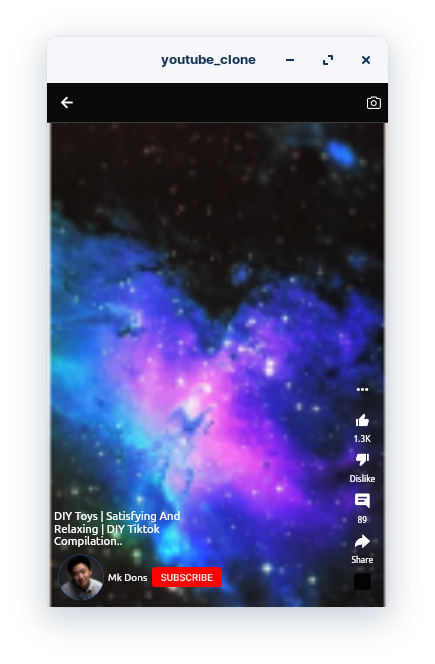 youtube_clone
1.3K
Dislike
89
Share
DIY Toys | Satisfying And
Relaxing | DIY Tiktok
Compilation..
Mk Dons
SUBSCRIBE